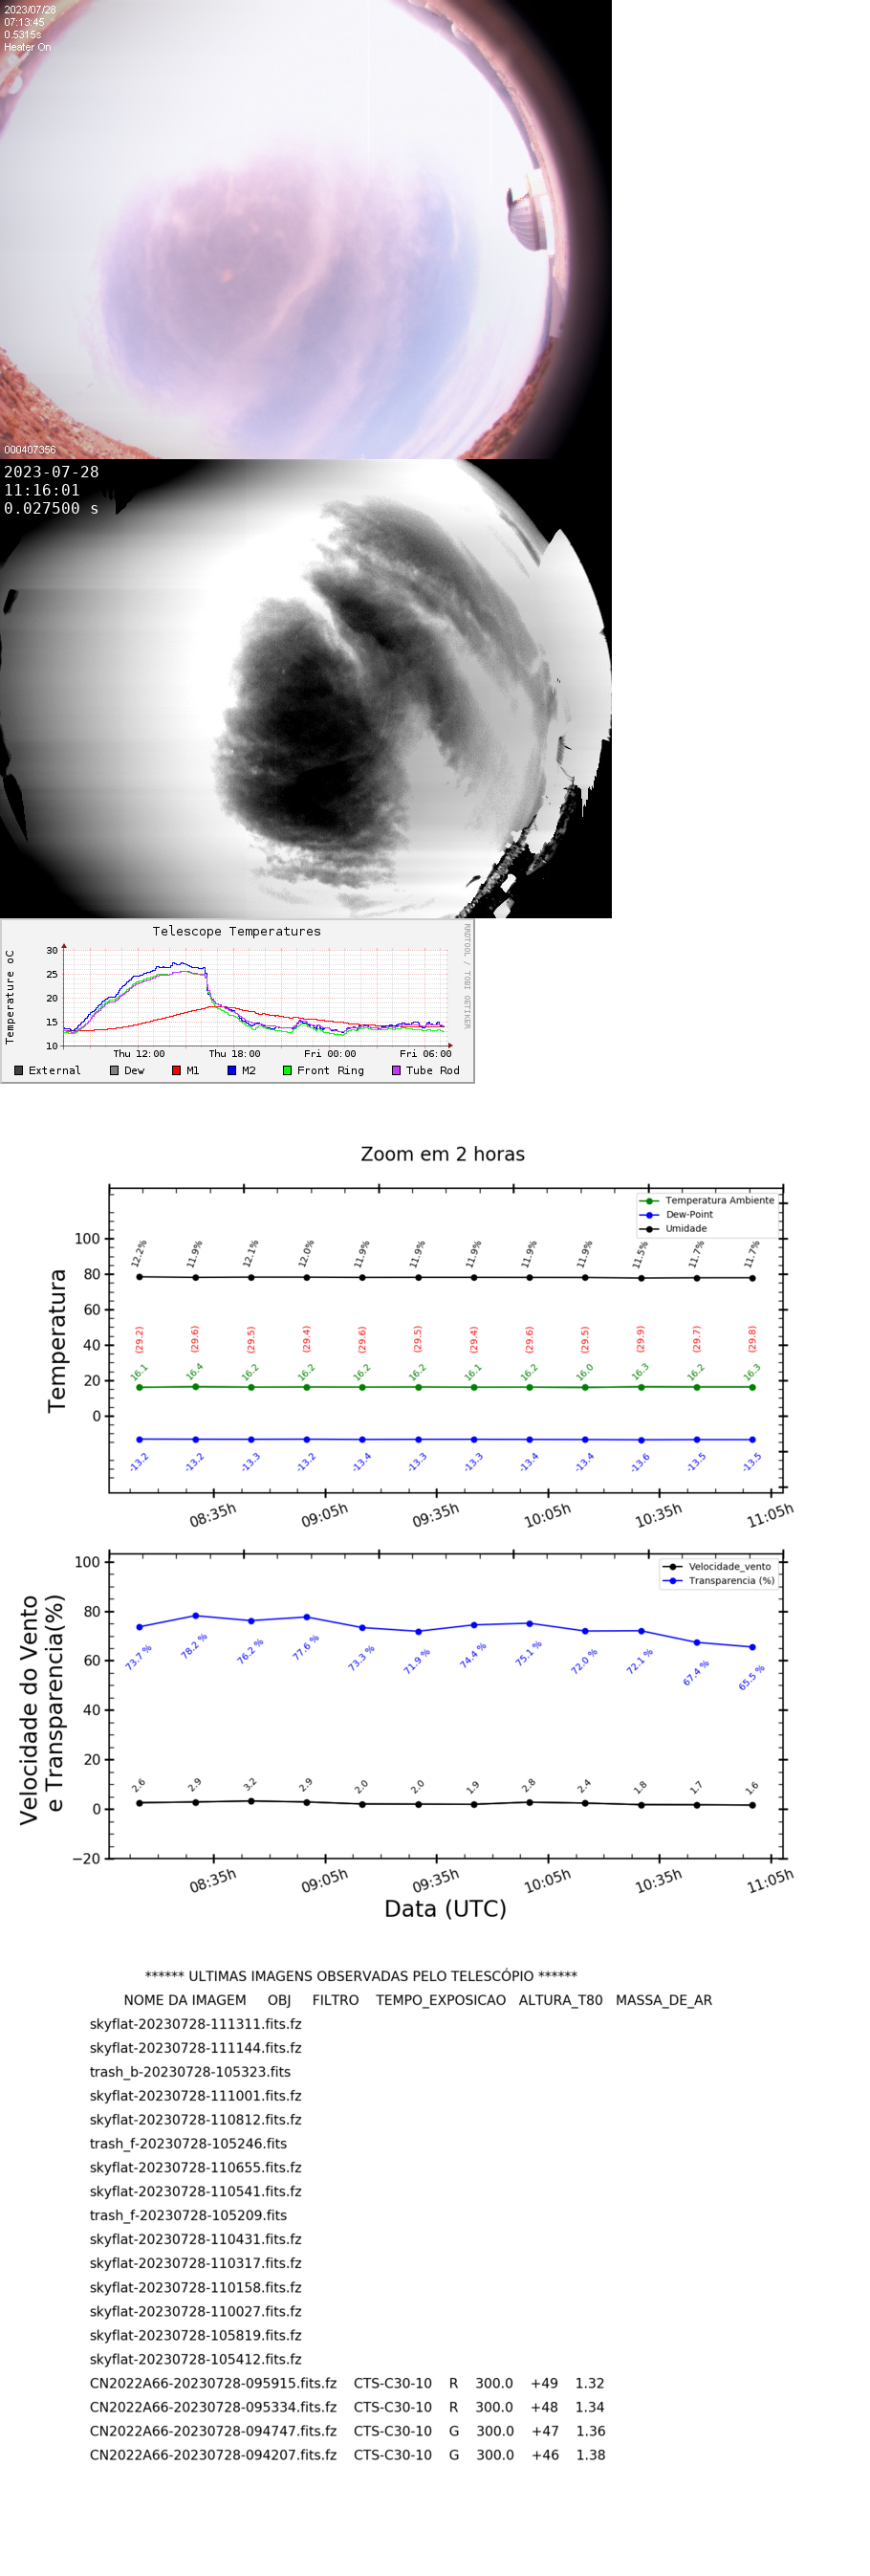 2023/07/28
07:13:45
0.5315s
Heater On
000407356
2023-07-28
11:16:01
0.027500 s
Telescope Temperatures
RRDTOOL / TOBI OETIKER
Temperature oC
30
25
20
15
10
Thu 12:00 Thu 18:00 Fri 00:00 Fri 06:00
External Dew M1 M2 Front Ring Tube Rod
Zoom em 2 horas
Temperatura Ambiente
Dew-Point
Umidade
Temperatura
100
80
60
40
20
0
12.2% 11.9% 12.1% 12.0% 11.9% 11.9% 11.9% 11.9% 11.9% 11.5% 11.7% 11.7%
(29.2) (29.6) (29.5) (29.4) (29.6) (29.5) (29.4) (29.6) (29.5) (29.9) (29.7) (29.8)
16.1 16.4 16.2 16.2 16.2 16.2 16.1 16.2 16.0 16.3 16.2 16.3
-13.2 -13.2 -13.3 -13.2 -13.4 -13.3 -13.3 -13.4 -13.4 -13.6 -13.5 -13.5
08:35h 09:05h 09:35h 10:05h 10:35h 11:05h
Velocidade_vento
Transparencia (%)
Velocidade do Vento
e Transparencia(%)
100
80
60
40
20
0
−20
73.7 % 78.2 % 76.2 % 77.6 % 73.3 % 71.9 % 74.4 % 75.1 % 72.0 % 72.1 % 67.4 % 65.5 %
2.6 2.9 3.2 2.9 2.0 2.0 1.9 2.8 2.4 1.8 1.7 1.6
08:35h 09:05h 09:35h 10:05h 10:35h 11:05h
Data (UTC)
****** ULTIMAS IMAGENS OBSERVADAS PELO TELESCÓPIO ******
NOME DA IMAGEM OBJ FILTRO TEMPO_EXPOSICAO ALTURA_T80 MASSA_DE_AR
skyflat-20230728-111311.fits.fz
skyflat-20230728-111144.fits.fz
trash_b-20230728-105323.fits
skyflat-20230728-111001.fits.fz
skyflat-20230728-110812.fits.fz
trash_f-20230728-105246.fits
skyflat-20230728-110655.fits.fz
skyflat-20230728-110541.fits.fz
trash_f-20230728-105209.fits
skyflat-20230728-110431.fits.fz
skyflat-20230728-110317.fits.fz
skyflat-20230728-110158.fits.fz
skyflat-20230728-110027.fits.fz
skyflat-20230728-105819.fits.fz
skyflat-20230728-105412.fits.fz
CN2022A66-20230728-095915.fits.fz CTS-C30-10 R 300.0 +49 1.32
CN2022A66-20230728-095334.fits.fz CTS-C30-10 R 300.0 +48 1.34
CN2022A66-20230728-094747.fits.fz CTS-C30-10 G 300.0 +47 1.36
CN2022A66-20230728-094207.fits.fz CTS-C30-10 G 300.0 +46 1.38